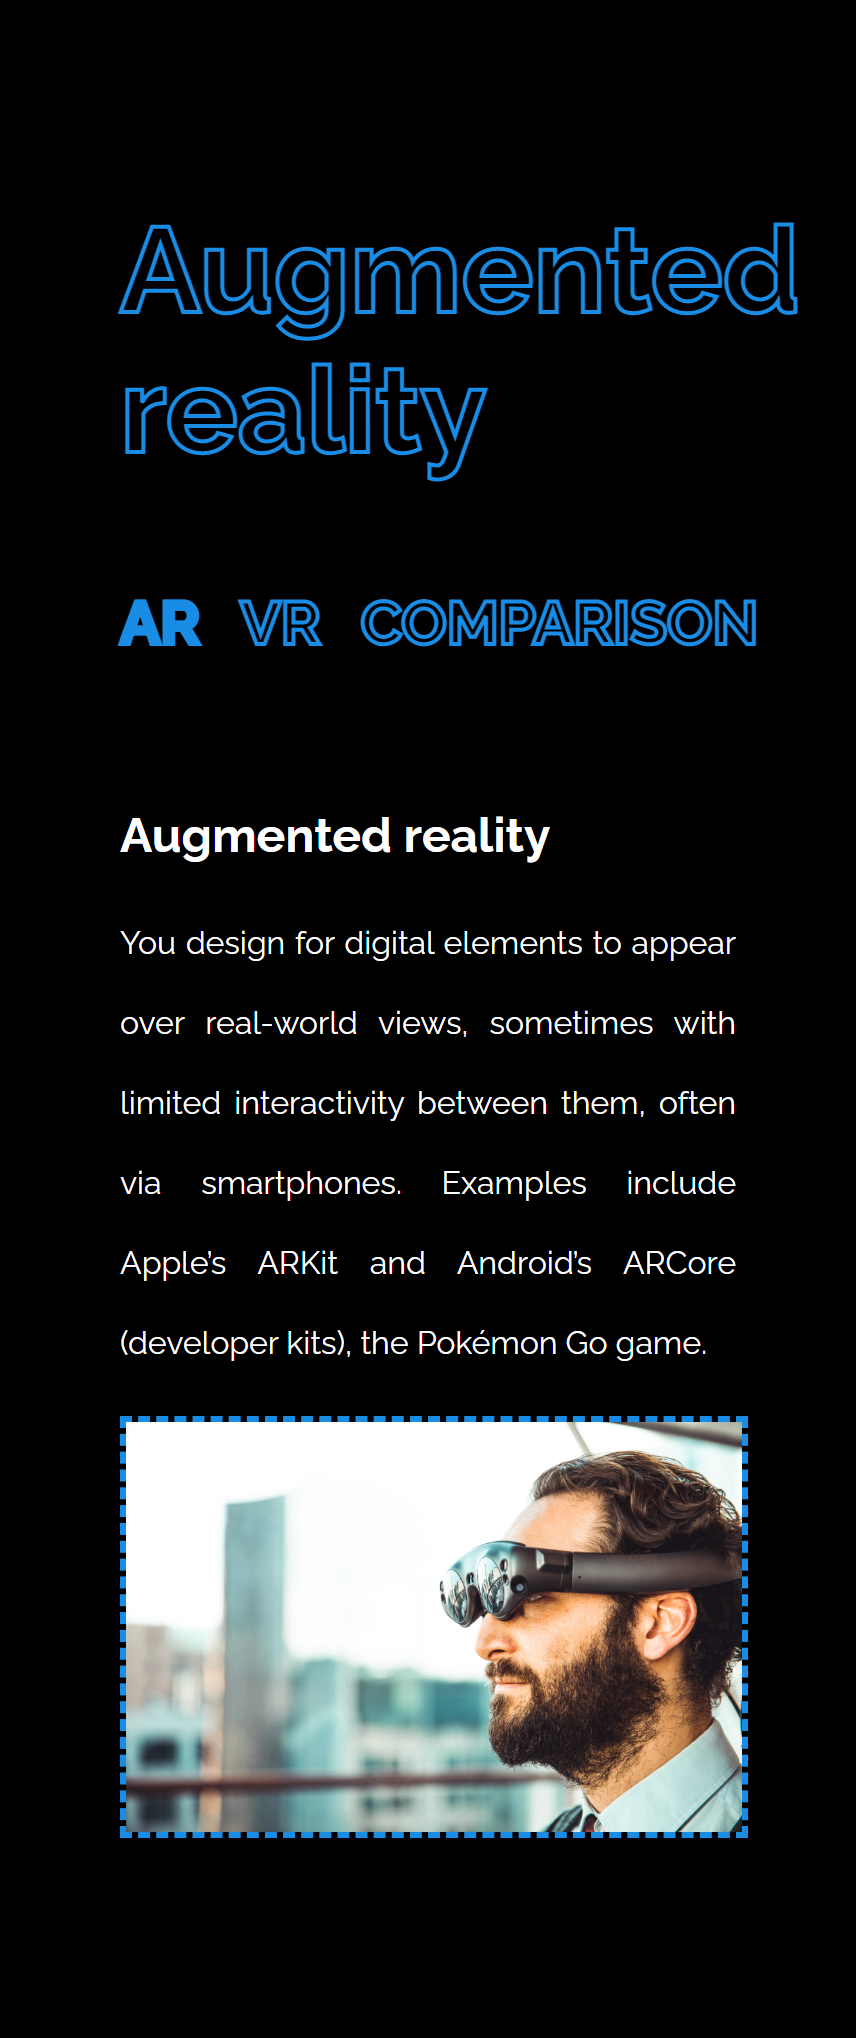 Augmented
reality
AR VR COMPARISON
Augmented reality
You design for digital elements to appear
over real-world views, sometimes with
limited interactivity between them, often
via smartphones. Examples include
Apple’s ARKit and Android’s ARCore
(developer kits), the Pokémon Go game.